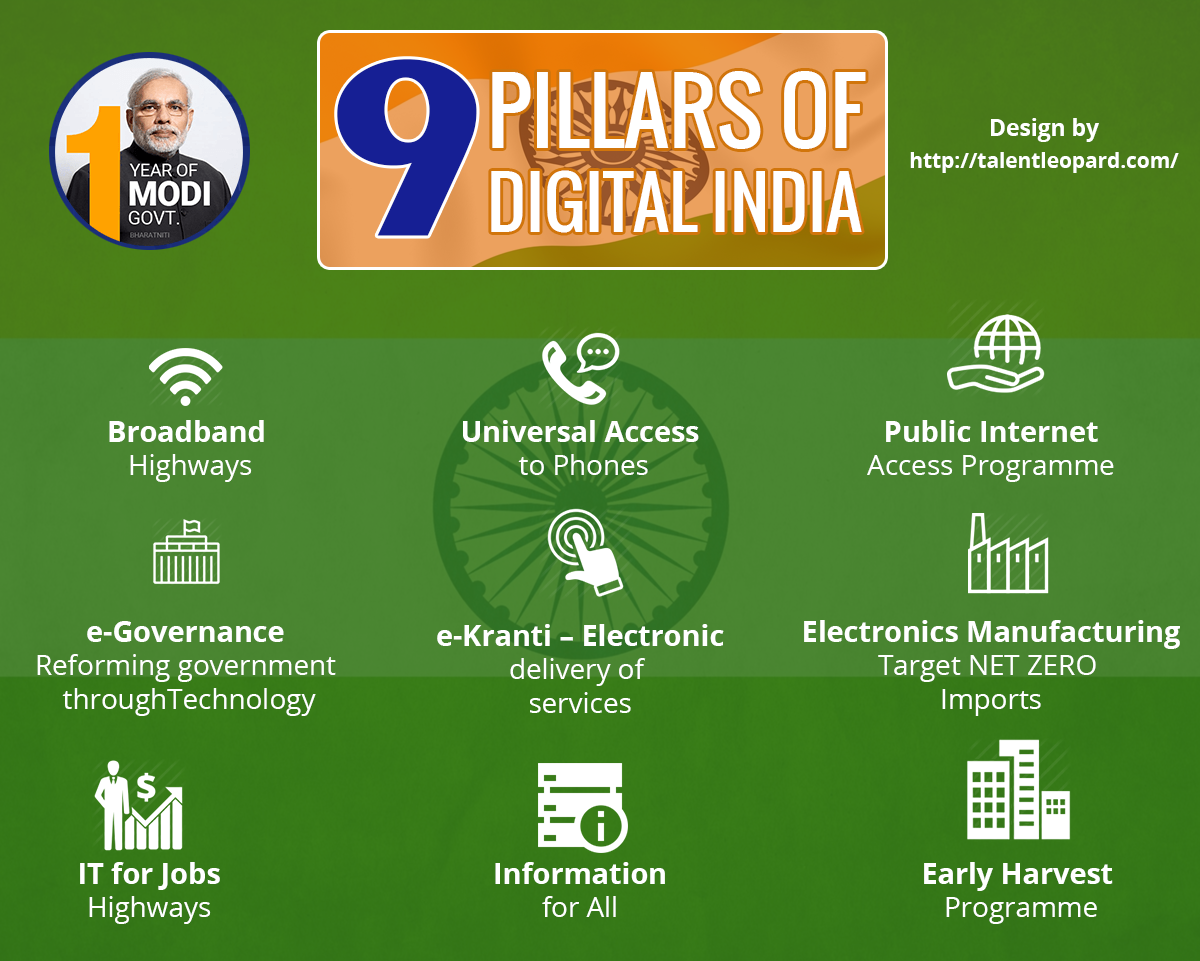 1
YEAR OF
MODI
GOVT.
BHARATNITI
9
PILLARS OF
DIGITAL INDIA
Design by
http://talentleopard.com/
Broadband
Highways
Universal Access
to Phones
Public Internet
Access Programme
e-Governance
Reforming government
throughTechnology
e-Kranti – Electronic
delivery of
services
Electronics Manufacturing
Target NET ZERO
Imports
$
IT for Jobs
Highways
i
Information
for All
Early Harvest
Programme